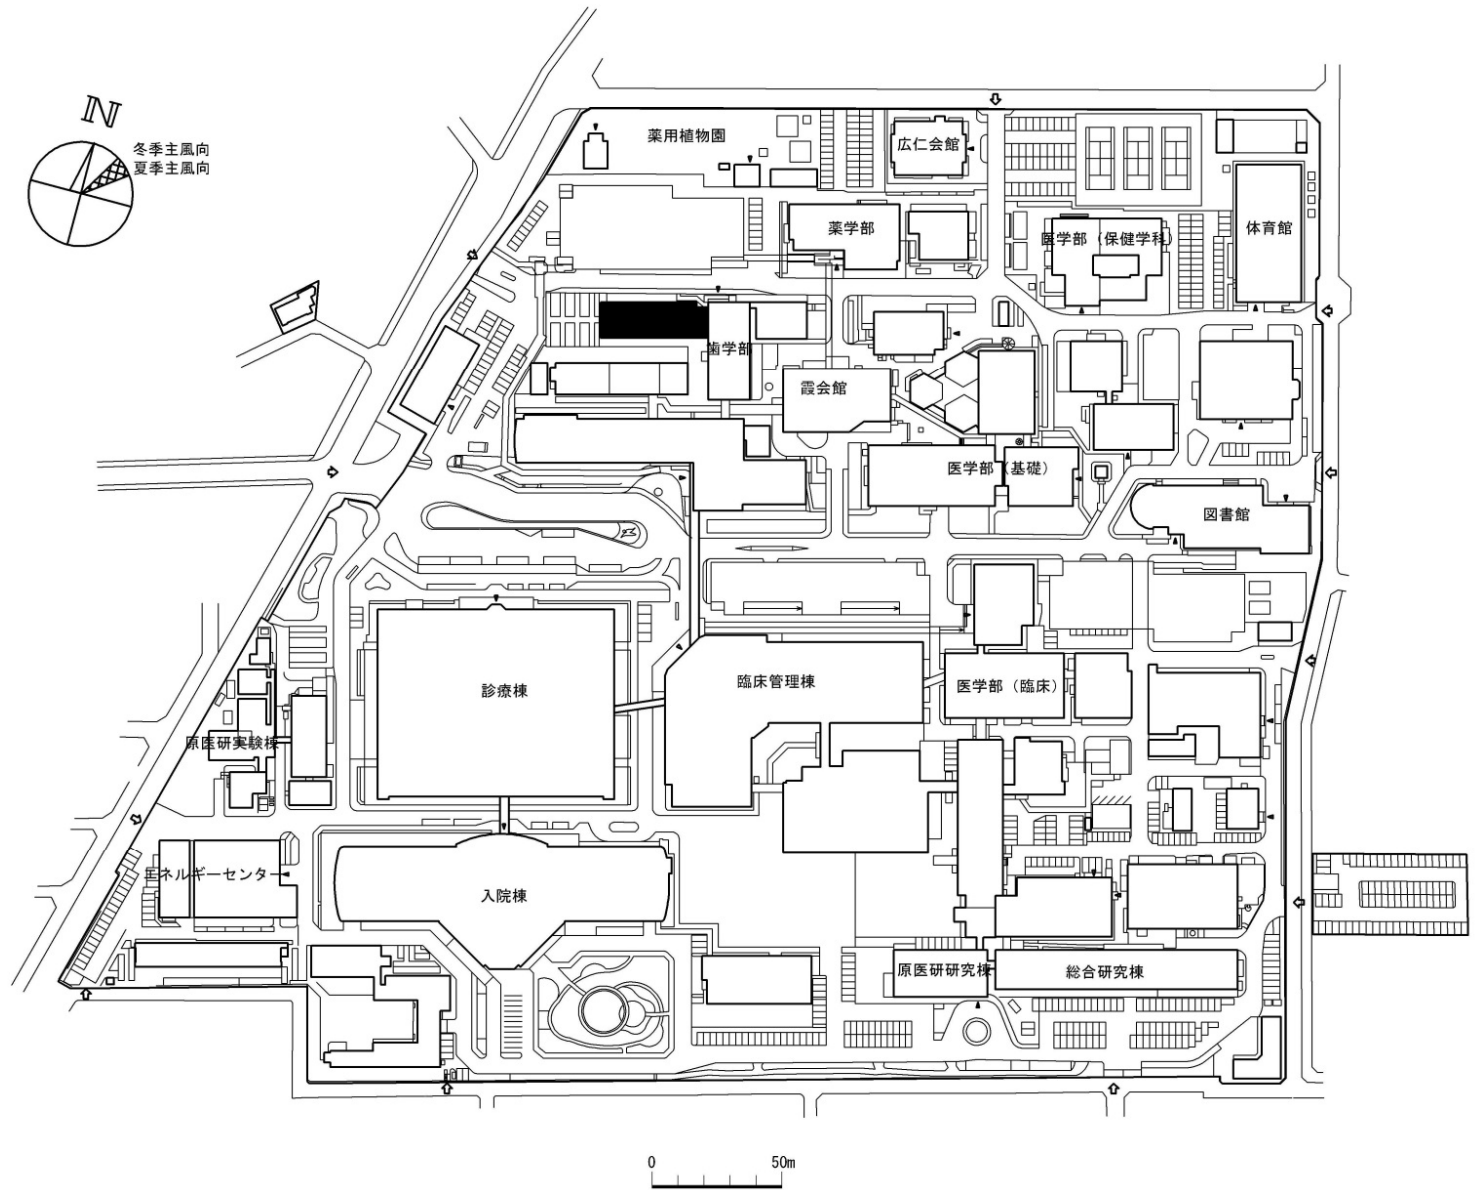 N
冬季主風向
夏季主風向
薬用植物園
広仁会館
薬学部
医学部（保健学科）
体育館
歯学部
霞会館
医学部（基礎）
図書館
診療棟
臨床管理棟
医学部（臨床）
原医研実験棟
エネルギーセンター
入院棟
原医研研究棟
総合研究棟
0 50m